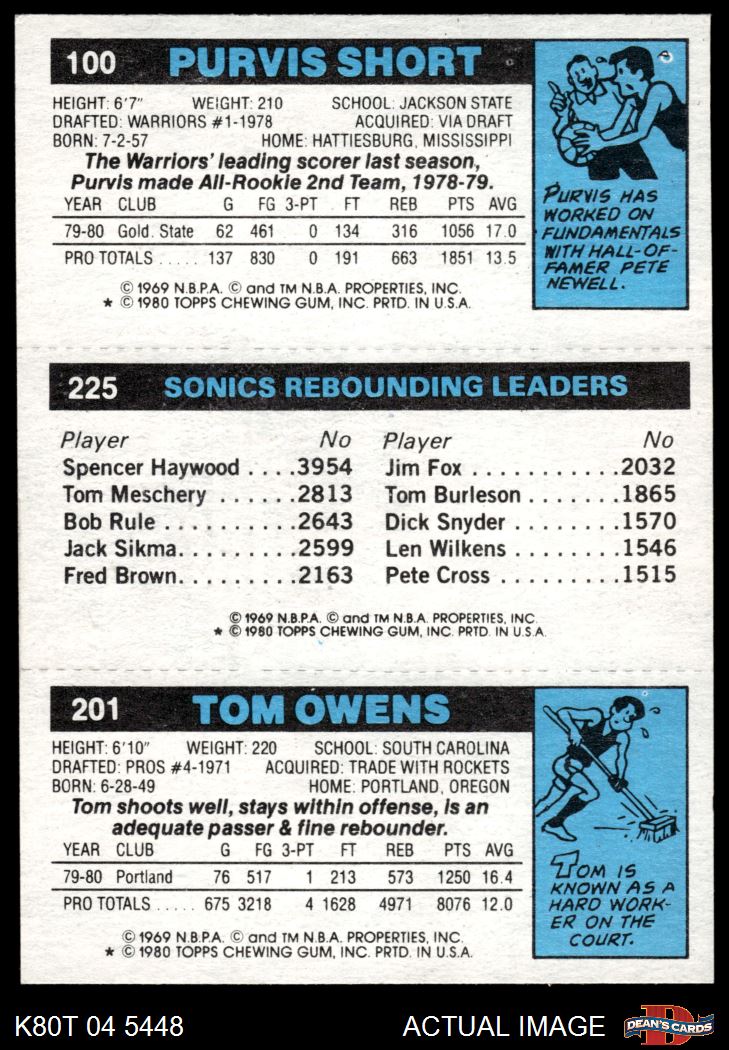 100 PURVIS SHORT
HEIGHT: 6'7" WEIGHT: 210 SCHOOL: JACKSON STATE
DRAFTED: WARRIORS #1-1978 ACQUIRED: VIA DRAFT
BORN: 7-2-57 HOME: HATTIESBURG, MISSISSIPPI
The Warriors' leading scorer last season,
Purvis made All-Rookie 2nd Team, 1978-79.
YEAR CLUB G FG 3-PT FT REB PTS AVG
79-80 Gold. State 62 461 0 134 316 1056 17.0
PRO TOTALS ..... 137 830 0 191 663 1851 13.5
© 1969 N.B.P.A. © and TM N.B.A. PROPERTIES, INC.
★ © 1980 TOPPS CHEWING GUM, INC. PRTD. IN U.S.A.
PURVIS HAS
WORKED ON
FUNDAMENTALS
WITH HALL-OF-
FAMER PETE
NEWELL.
225 SONICS REBOUNDING LEADERS
Player No Player No
Spencer Haywood ....3954 Jim Fox ...........2032
Tom Meschery ......2813 Tom Burleson .......1865
Bob Rule ..........2643 Dick Snyder ........1570
Jack Sikma.........2599 Len Wilkens ........1546
Fred Brown.........2163 Pete Cross .........1515
© 1969 N.B.P.A. © and TM N.B.A. PROPERTIES, INC.
★ © 1980 TOPPS CHEWING GUM, INC. PRTD. IN U.S.A.
201 TOM OWENS
HEIGHT: 6'10" WEIGHT: 220 SCHOOL: SOUTH CAROLINA
DRAFTED: PROS #4-1971 ACQUIRED: TRADE WITH ROCKETS
BORN: 6-28-49 HOME: PORTLAND, OREGON
Tom shoots well, stays within offense, is an
adequate passer & fine rebounder.
YEAR CLUB G FG 3-PT FT REB PTS AVG
79-80 Portland 76 517 1 213 573 1250 16.4
PRO TOTALS ..... 675 3218 4 1628 4971 8076 12.0
© 1969 N.B.P.A. © and TM N.B.A. PROPERTIES, INC.
★ © 1980 TOPPS CHEWING GUM, INC. PRTD. IN U.S.A.
TOM IS
KNOWN AS A
HARD WORK-
ER ON THE
COURT.
K80T 04 5448 ACTUAL IMAGE DEAN'S CARDS